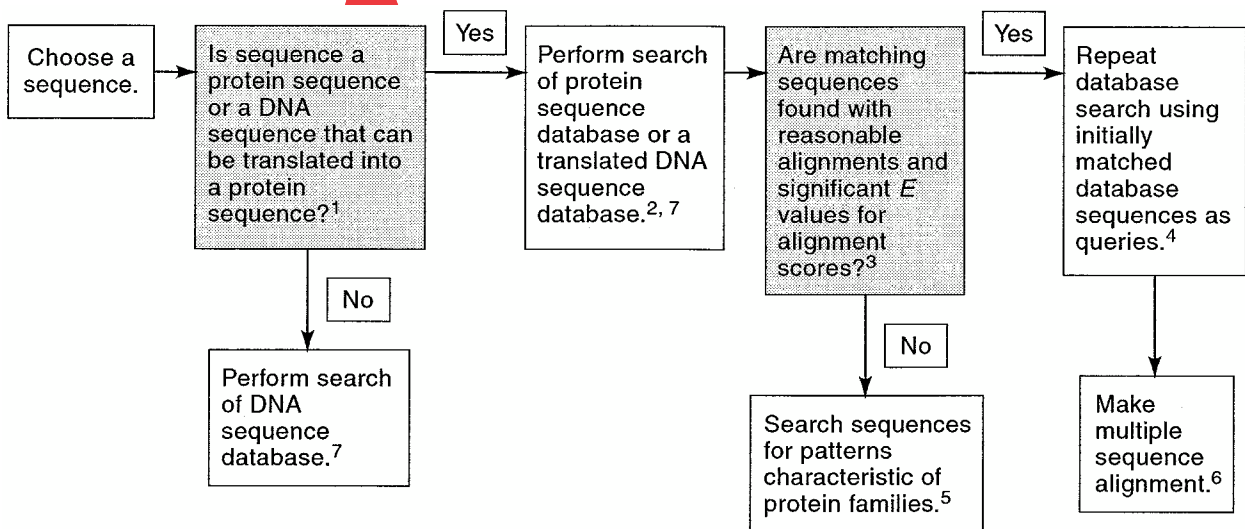 Choose a
sequence.
Is sequence a
protein sequence
or a DNA
sequence that can
be translated into
a protein
sequence?1
Yes
Perform search
of protein
sequence
database or a
translated DNA
sequence
database.2, 7
Are matching
sequences
found with
reasonable
alignments and
significant E
values for
alignment
scores?3
Yes
Repeat
database
search using
initially
matched
database
sequences as
queries.4
No
Perform search
of DNA
sequence
database.7
No
Search sequences
for patterns
characteristic of
protein families.5
Make
multiple
sequence
alignment.6